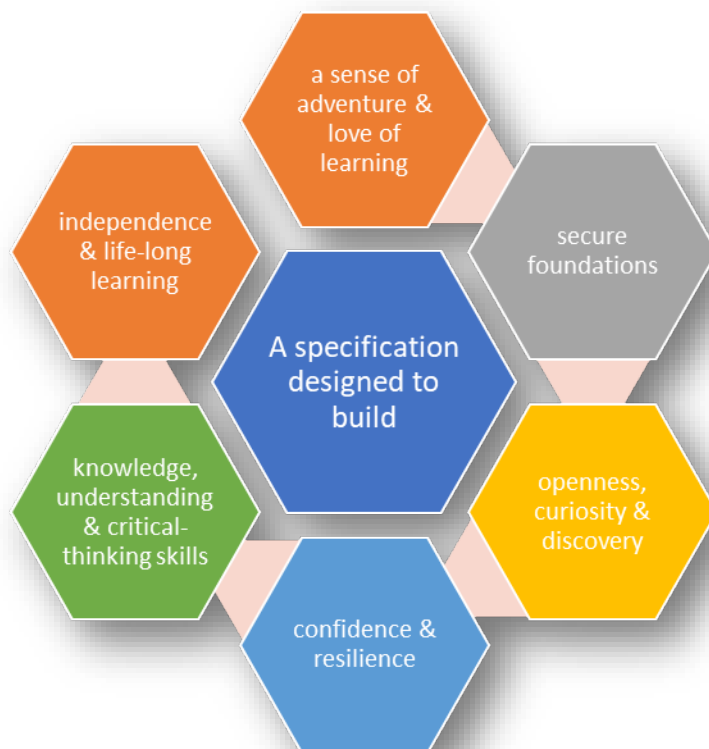 a sense of
adventure &
love of
learning
secure
foundations
openness,
curiosity &
discovery
confidence &
resilience
knowledge,
understanding
& critical-
thinking skills
independence
& life-long
learning
A specification
designed to
build